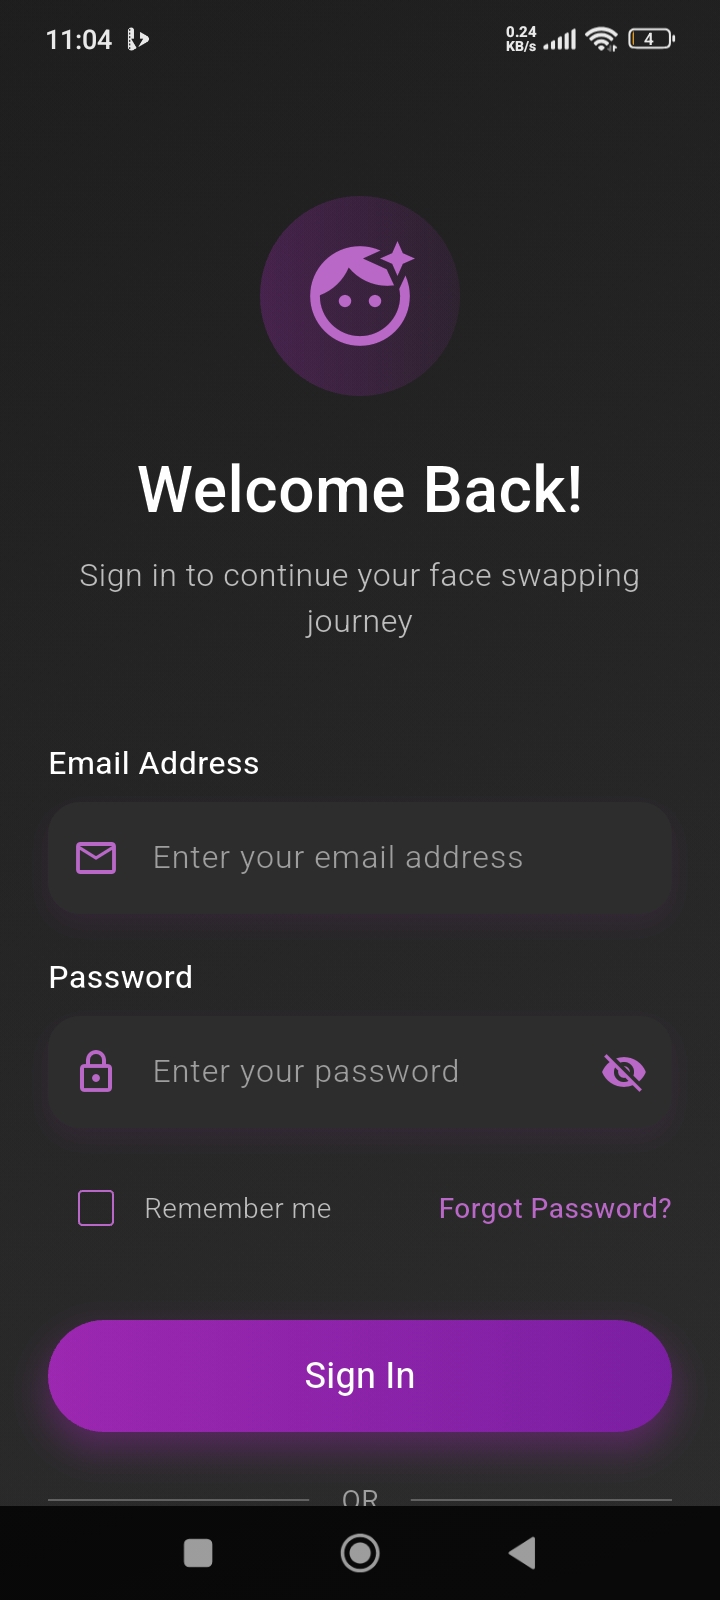 11:04
0.24
KB/s
4
Welcome Back!
Sign in to continue your face swapping
journey
Email Address
Enter your email address
Password
Enter your password
Remember me
Forgot Password?
Sign In
OR